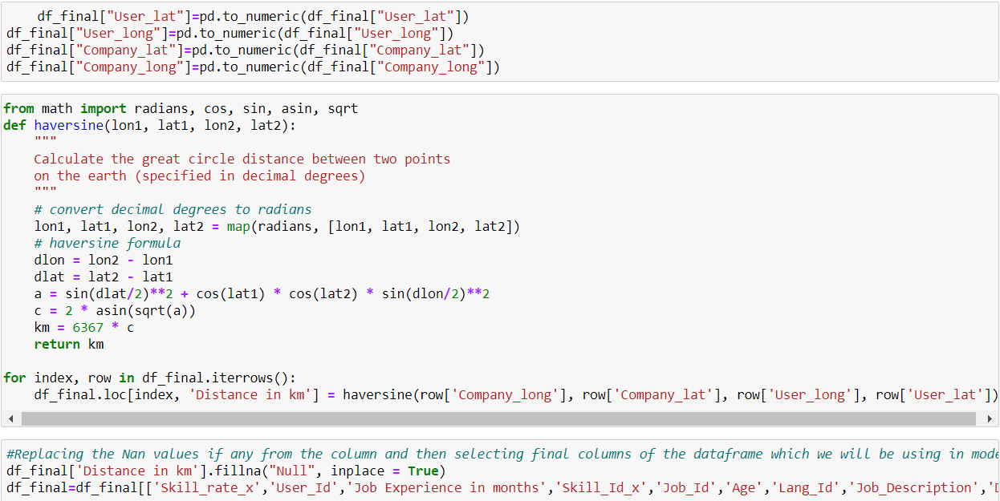 df_final["User_lat"]=pd.to_numeric(df_final["User_lat"])
df_final["User_long"]=pd.to_numeric(df_final["User_long"])
df_final["Company_lat"]=pd.to_numeric(df_final["Company_lat"])
df_final["Company_long"]=pd.to_numeric(df_final["Company_long"])
from math import radians, cos, sin, asin, sqrt
def haversine(lon1, lat1, lon2, lat2):
    """
    Calculate the great circle distance between two points
    on the earth (specified in decimal degrees)
    """
    # convert decimal degrees to radians
    lon1, lat1, lon2, lat2 = map(radians, [lon1, lat1, lon2, lat2])
    # haversine formula
    dlon = lon2 - lon1
    dlat = lat2 - lat1
    a = sin(dlat/2)**2 + cos(lat1) * cos(lat2) * sin(dlon/2)**2
    c = 2 * asin(sqrt(a))
    km = 6367 * c
    return km
for index, row in df_final.iterrows():
    df_final.loc[index, 'Distance in km'] = haversine(row['Company_long'], row['Company_lat'], row['User_long'], row['User_lat'])
#Replacing the Nan values if any from the column and then selecting final columns of the dataframe which we will be using in
df_final['Distance in km'].fillna("Null", inplace = True)
df_final=df_final[['Skill_rate_x','User_Id','Job Experience in months','Skill_Id_x','Job_Id','Age','Lang_Id','Job_Description','